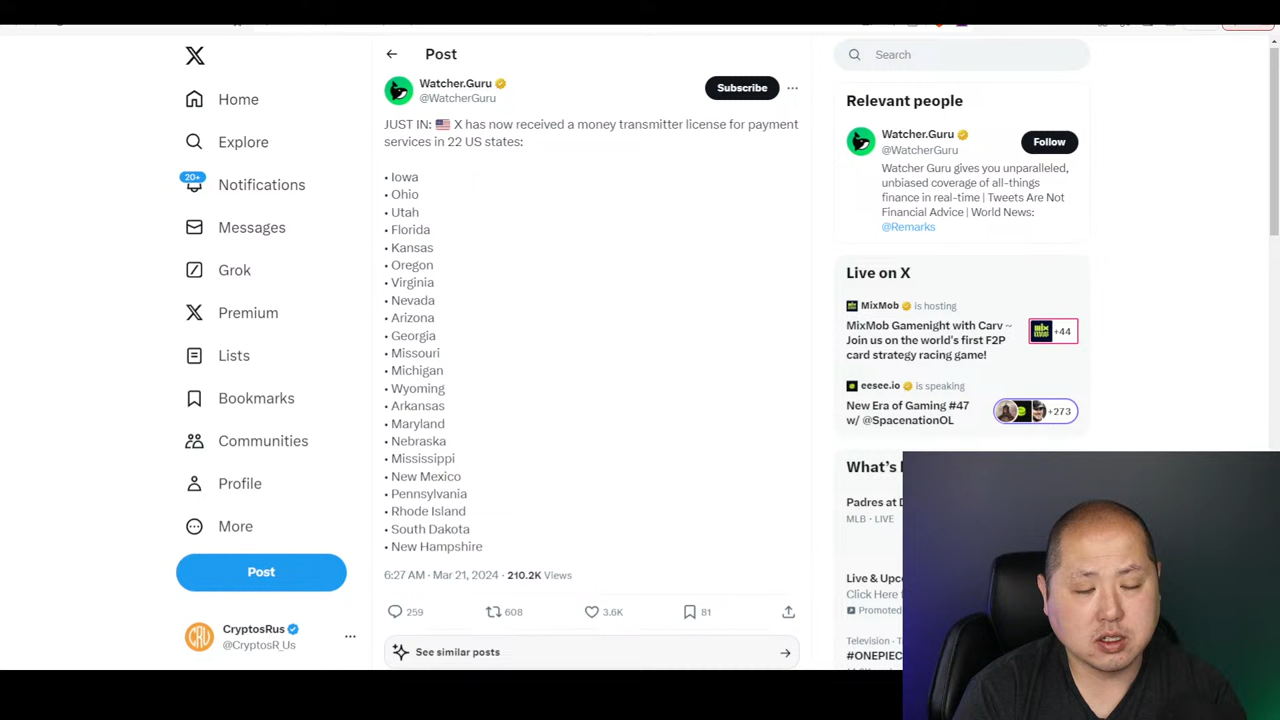 Home
Explore
20+
Notifications
Messages
Grok
Premium
Lists
Bookmarks
Communities
Profile
More
Post
CryptosRus
@CryptosR_Us
Post
Watcher.Guru
@WatcherGuru
Subscribe
JUST IN: 🇺🇸 X has now received a money transmitter license for payment
services in 22 US states:
• Iowa
• Ohio
• Utah
• Florida
• Kansas
• Oregon
• Virginia
• Nevada
• Arizona
• Georgia
• Missouri
• Michigan
• Wyoming
• Arkansas
• Maryland
• Nebraska
• Mississippi
• New Mexico
• Pennsylvania
• Rhode Island
• South Dakota
• New Hampshire
6:27 AM · Mar 21, 2024 · 210.2K Views
259 608 3.6K 81
See similar posts
Search
Relevant people
Watcher.Guru
@WatcherGuru
Follow
Watcher Guru gives you unparalleled,
unbiased coverage of all-things
finance in real-time | Tweets Are Not
Financial Advice | World News:
@Remarks
Live on X
MixMob is hosting
MixMob Gamenight with Carv ~
Join us on the world's first F2P
card strategy racing game!
+44
eesee.io is speaking
New Era of Gaming #47
w/ @SpacenationOL
+273
What's
Padres at
MLB · LIVE
Live & Upco
Click Here
Promoted
Television
#ONEPIEC